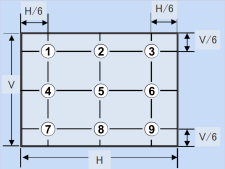 H/6 H/6
① ② ③ V/6
V ④ ⑤ ⑥
⑦ ⑧ ⑨ V/6
H